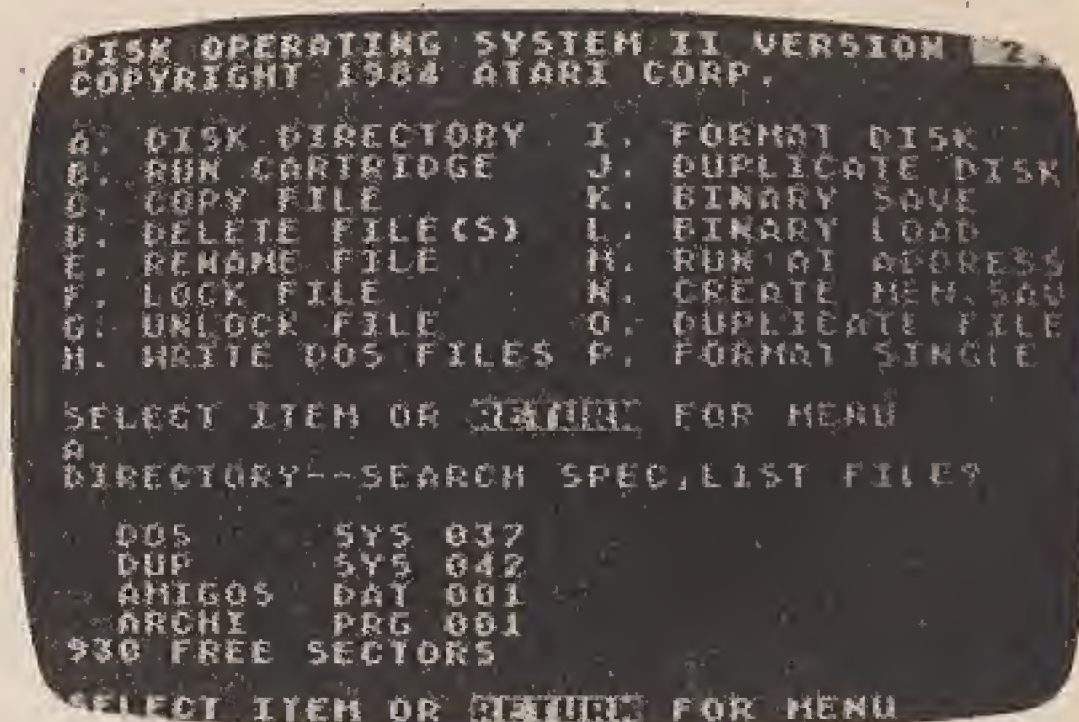 DISK OPERATING SYSTEM II VERSION 2.
COPYRIGHT 1984 ATARI CORP.
A. DISK DIRECTORY I. FORMAT DISK
B. RUN CARTRIDGE J. DUPLICATE DISK
C. COPY FILE K. BINARY SAVE
D. DELETE FILE(S) L. BINARY LOAD
E. RENAME FILE M. RUN AT ADDRESS
F. LOCK FILE N. CREATE MEM.SAV
G. UNLOCK FILE O. DUPLICATE FILE
H. WRITE DOS FILES P. FORMAT SINGLE
SELECT ITEM OR RETURN FOR MENU
A
DIRECTORY--SEARCH SPEC,LIST FILE?
DOS SYS 037
DUP SYS 042
AMIGOS DAT 001
ARCHI PRG 001
930 FREE SECTORS
SELECT ITEM OR RETURN FOR MENU